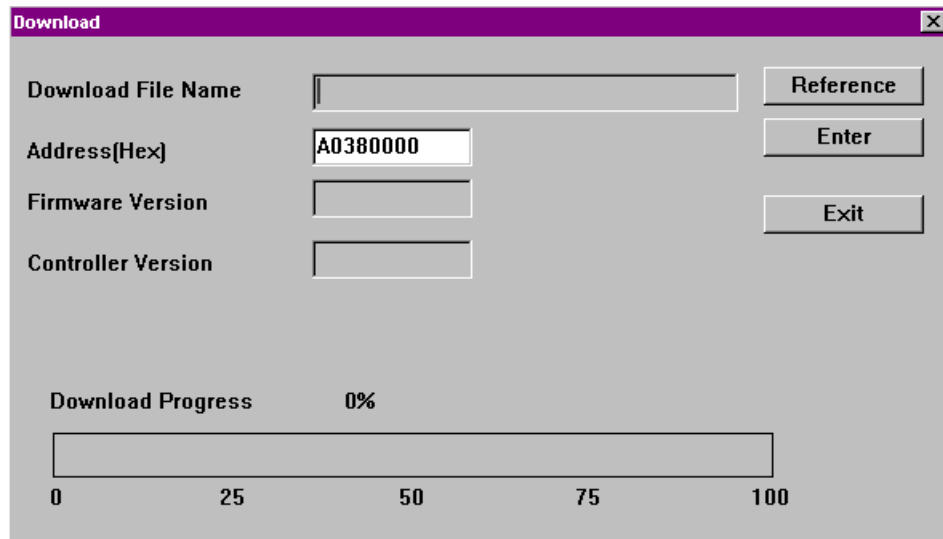 Download
Download File Name
Reference
Address(Hex)
A0380000
Enter
Firmware Version
Exit
Controller Version
Download Progress 0%
0 25 50 75 100